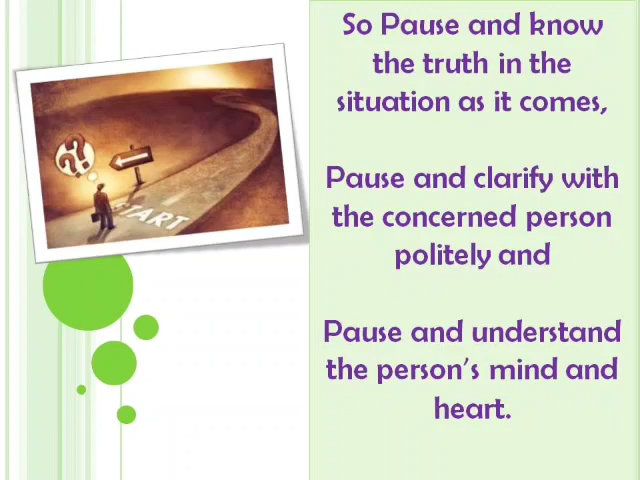 So Pause and know
the truth in the
situation as it comes,
Pause and clarify with
the concerned person
politely and
Pause and understand
the person's mind and
heart.
??
START